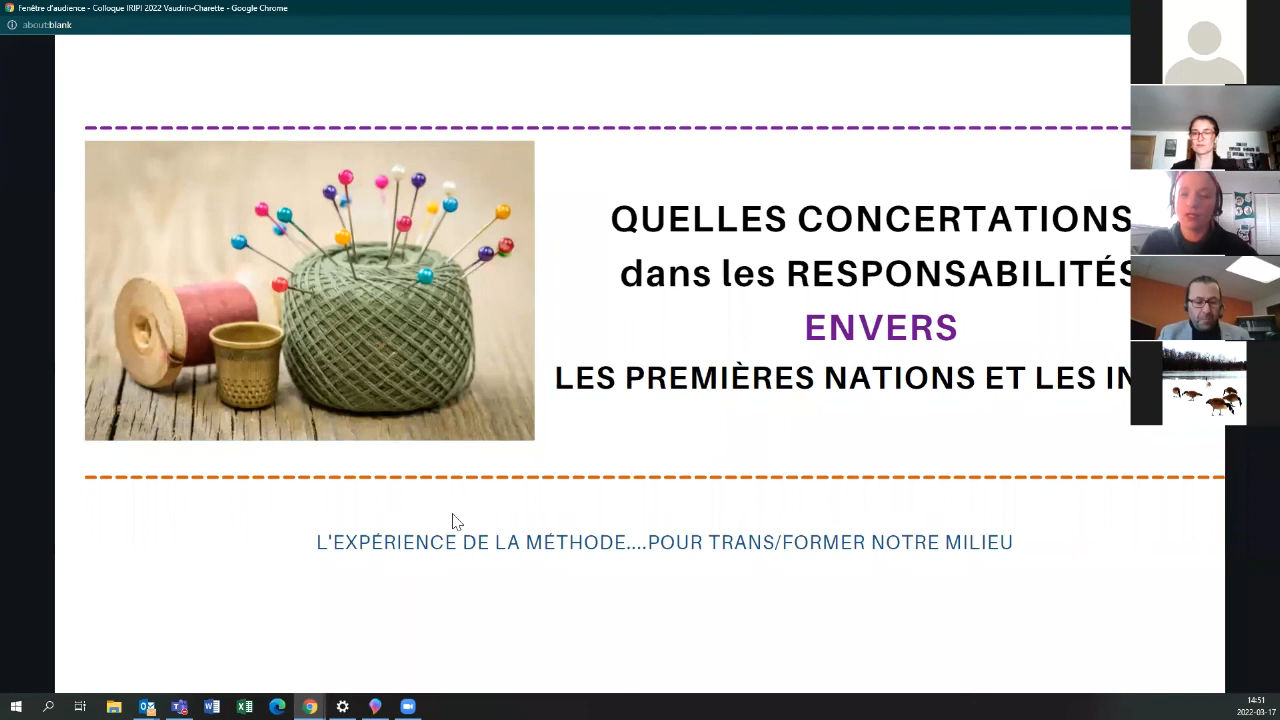 Fenêtre d'audience - Colloque IRIPI 2022 Vaudrin-Charette - Google Chrome
about:blank
QUELLES CONCERTATIONS
dans les RESPONSABILITÉS
ENVERS
LES PREMIÈRES NATIONS ET LES IN
L'EXPÉRIENCE DE LA MÉTHODE....POUR TRANS/FORMER NOTRE MILIEU
14:51
2022-03-17